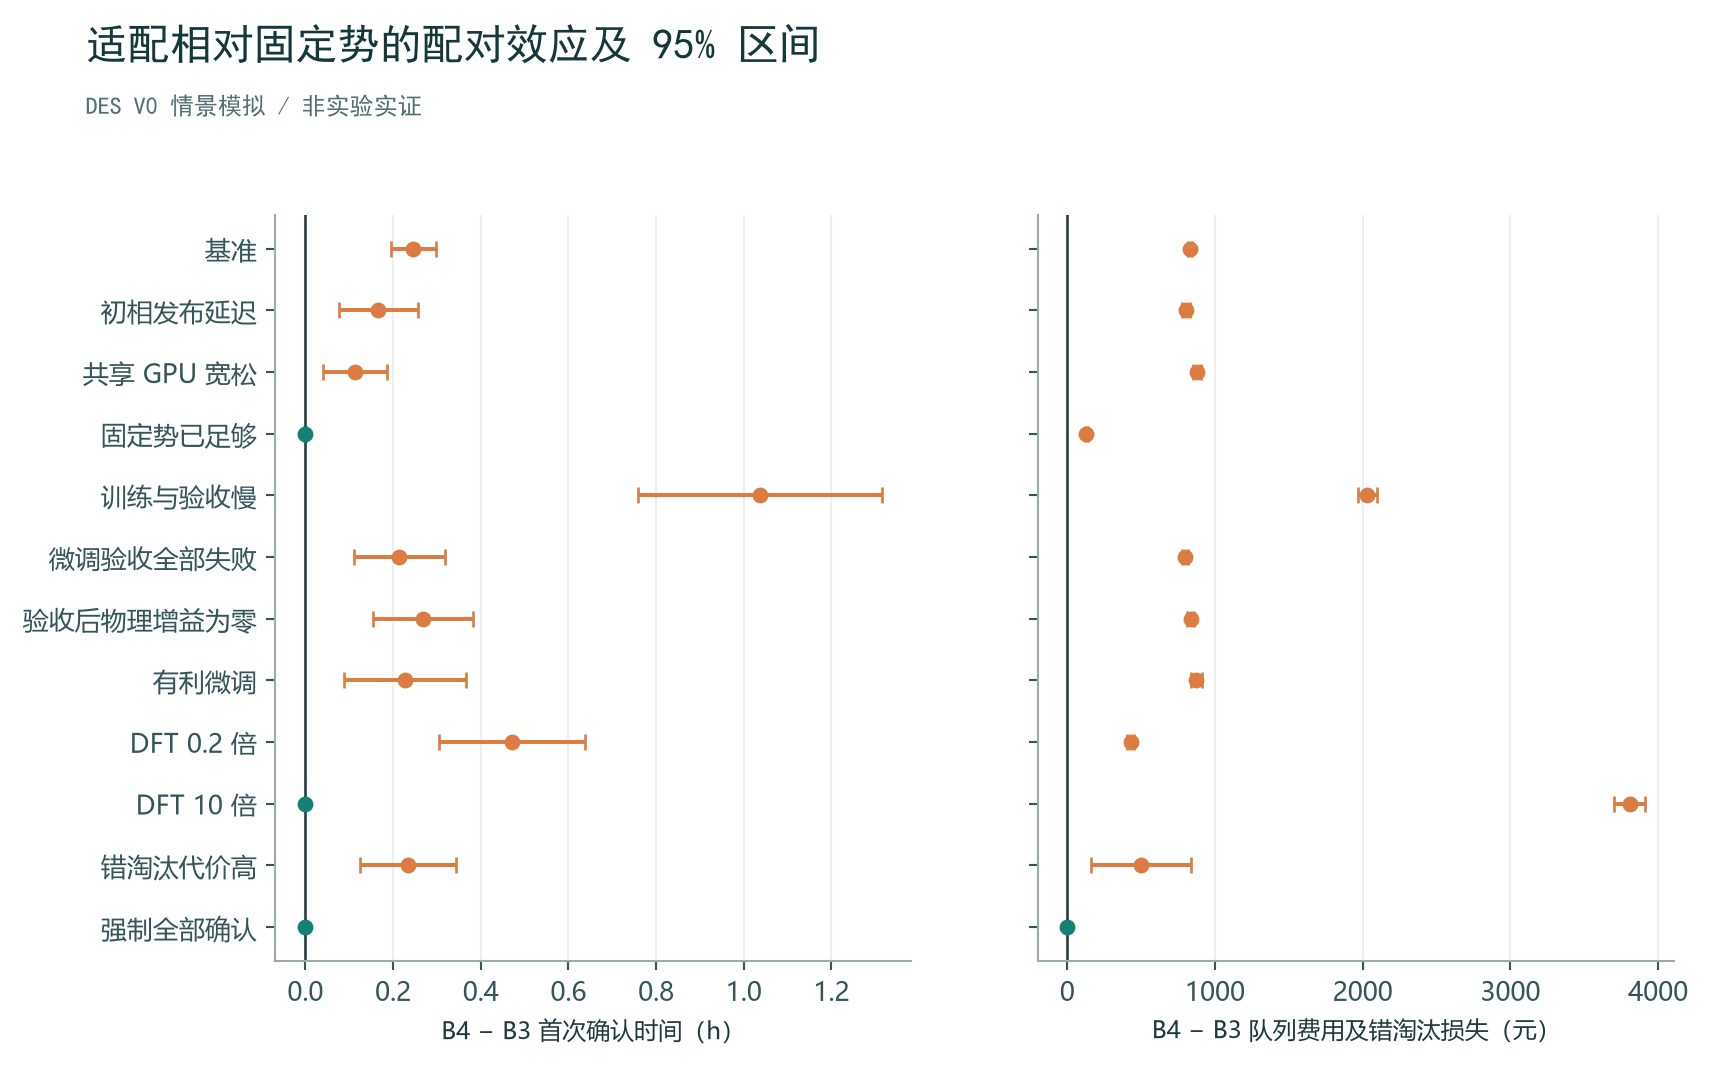 适配相对固定势的配对效应及 95% 区间
DES V0 情景模拟 / 非实验实证
基准
初相发布延迟
共享 GPU 宽松
固定势已足够
训练与验收慢
微调验收全部失败
验收后物理增益为零
有利微调
DFT 0.2 倍
DFT 10 倍
错淘汰代价高
强制全部确认
0.0 0.2 0.4 0.6 0.8 1.0 1.2
B4 − B3 首次确认时间（h）
0 1000 2000 3000 4000
B4 − B3 队列费用及错淘汰损失（元）